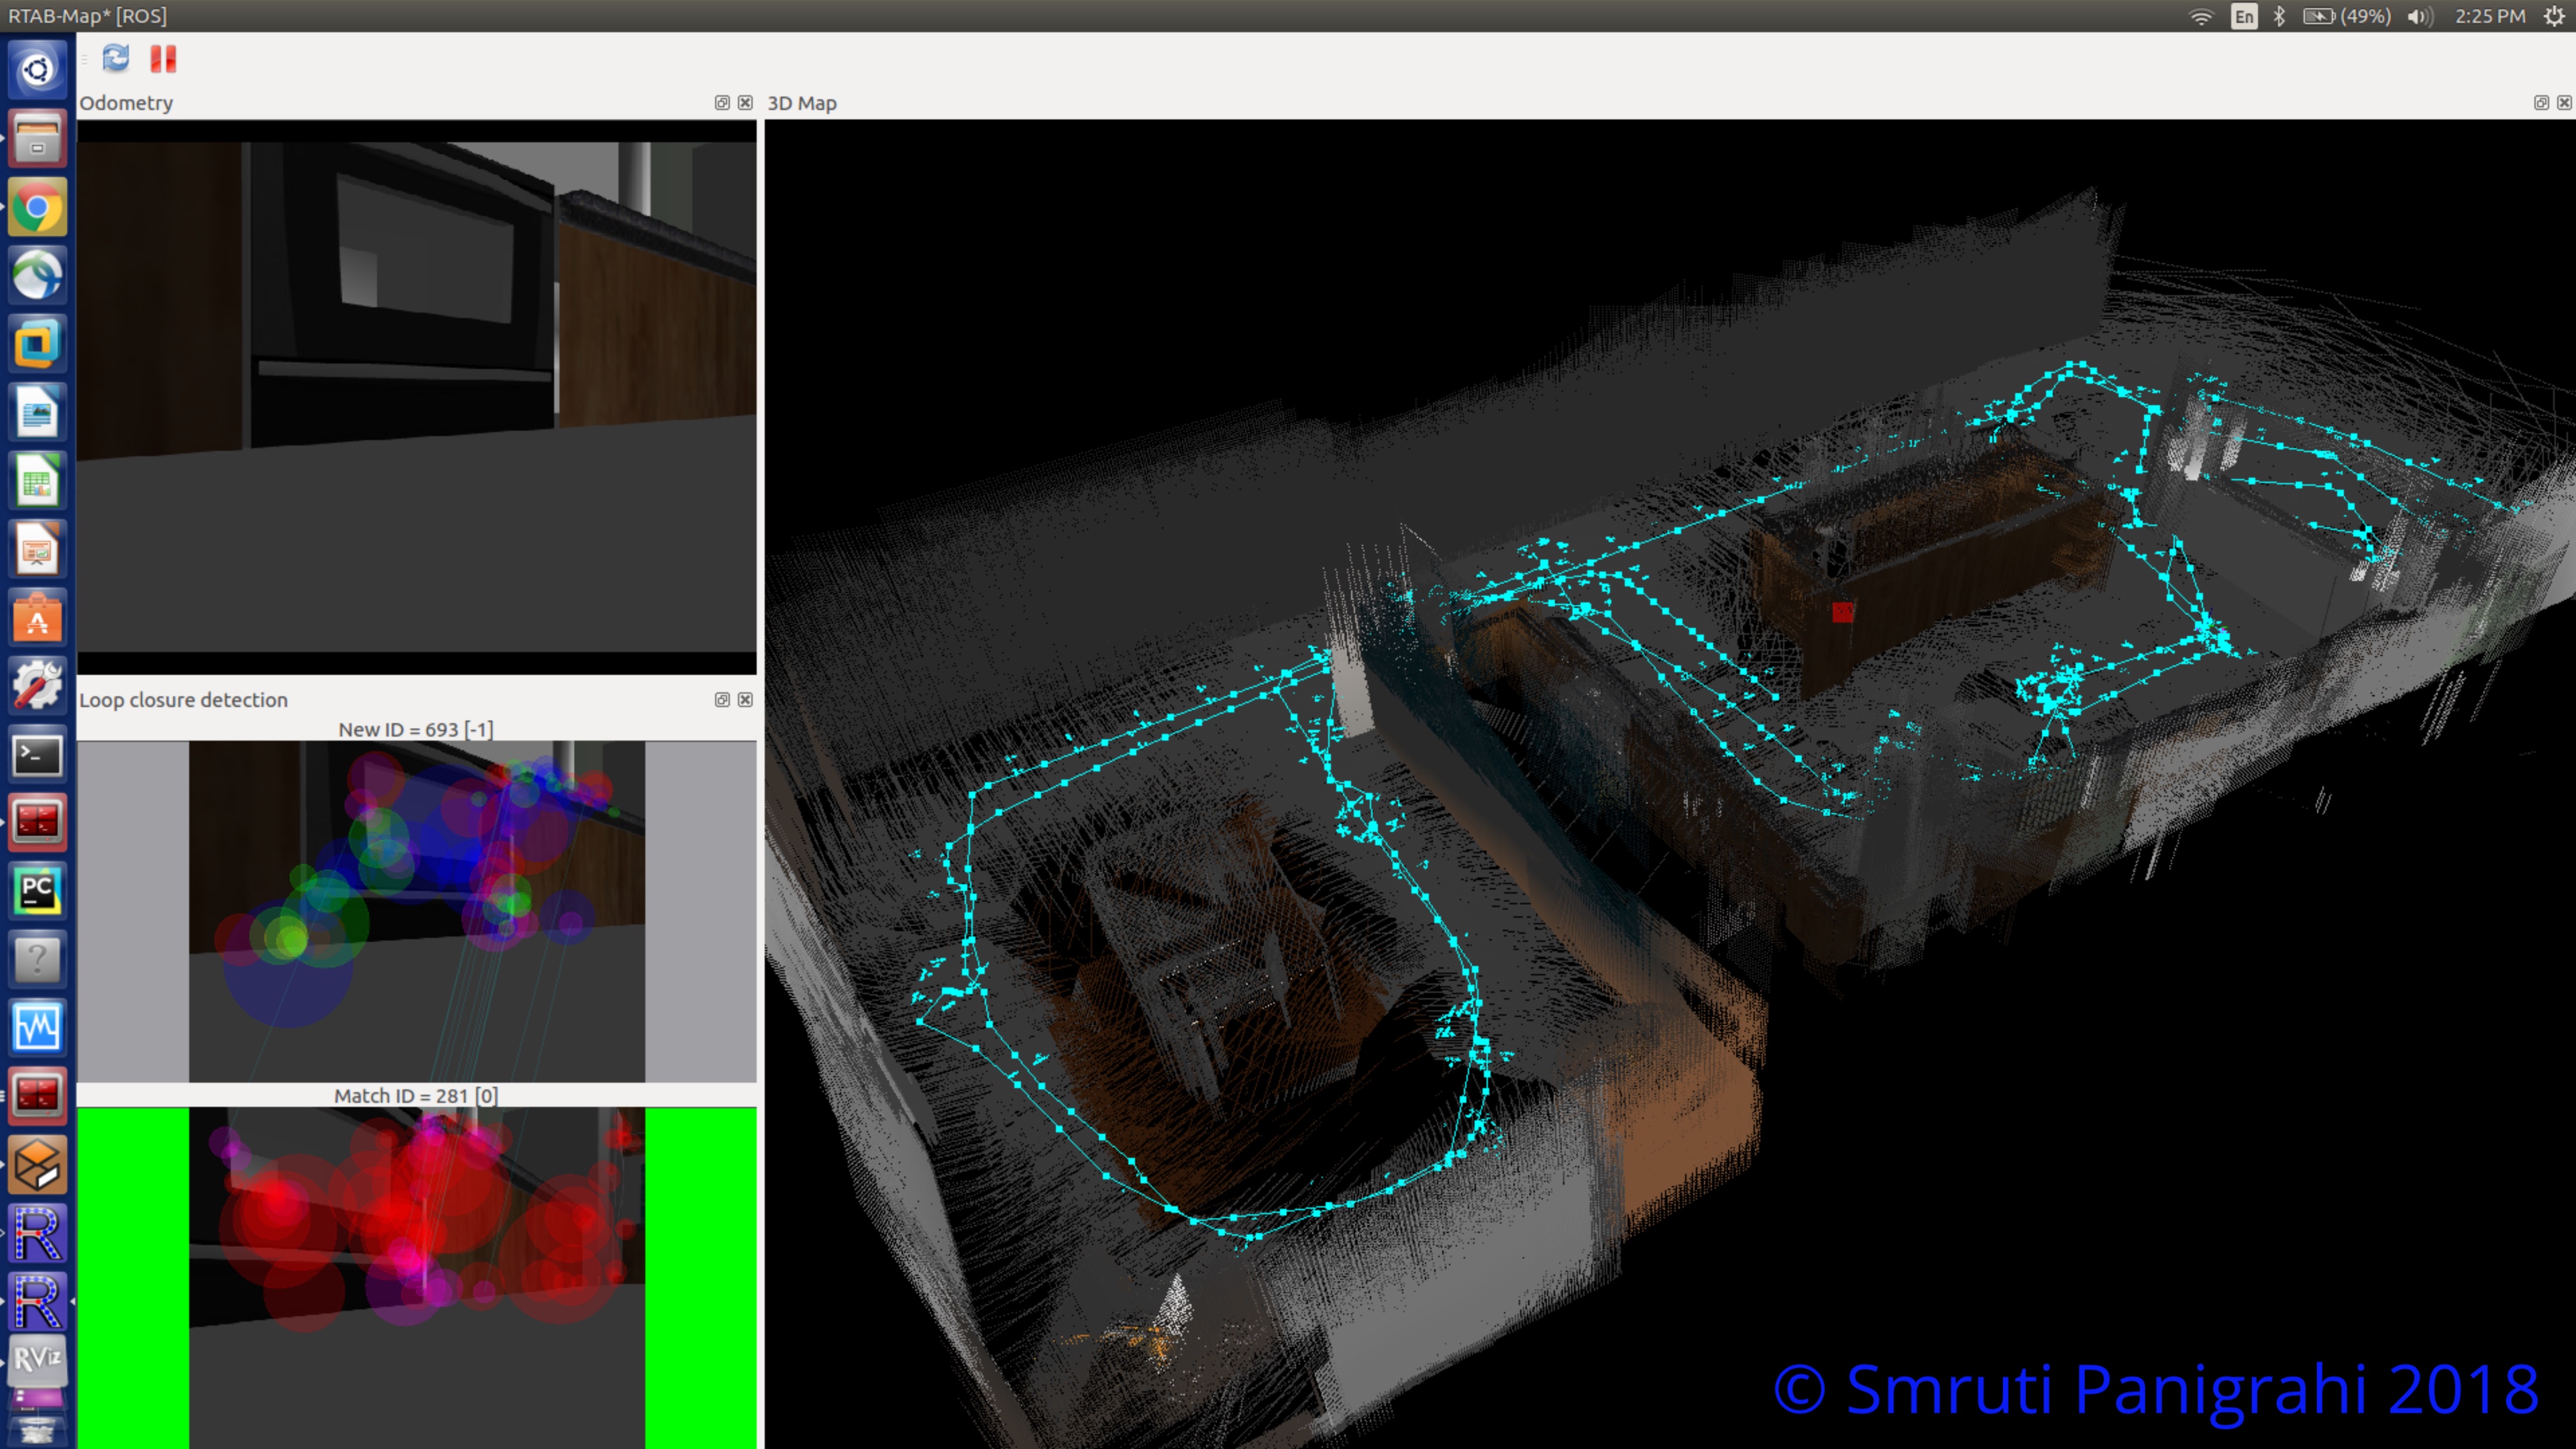 RTAB-Map* [ROS]
En
(49%)
2:25 PM
Odometry
3D Map
Loop closure detection
New ID = 693 [-1]
Match ID = 281 [0]
>_
PC
?
A
R
R
RViz
© Smruti Panigrahi 2018